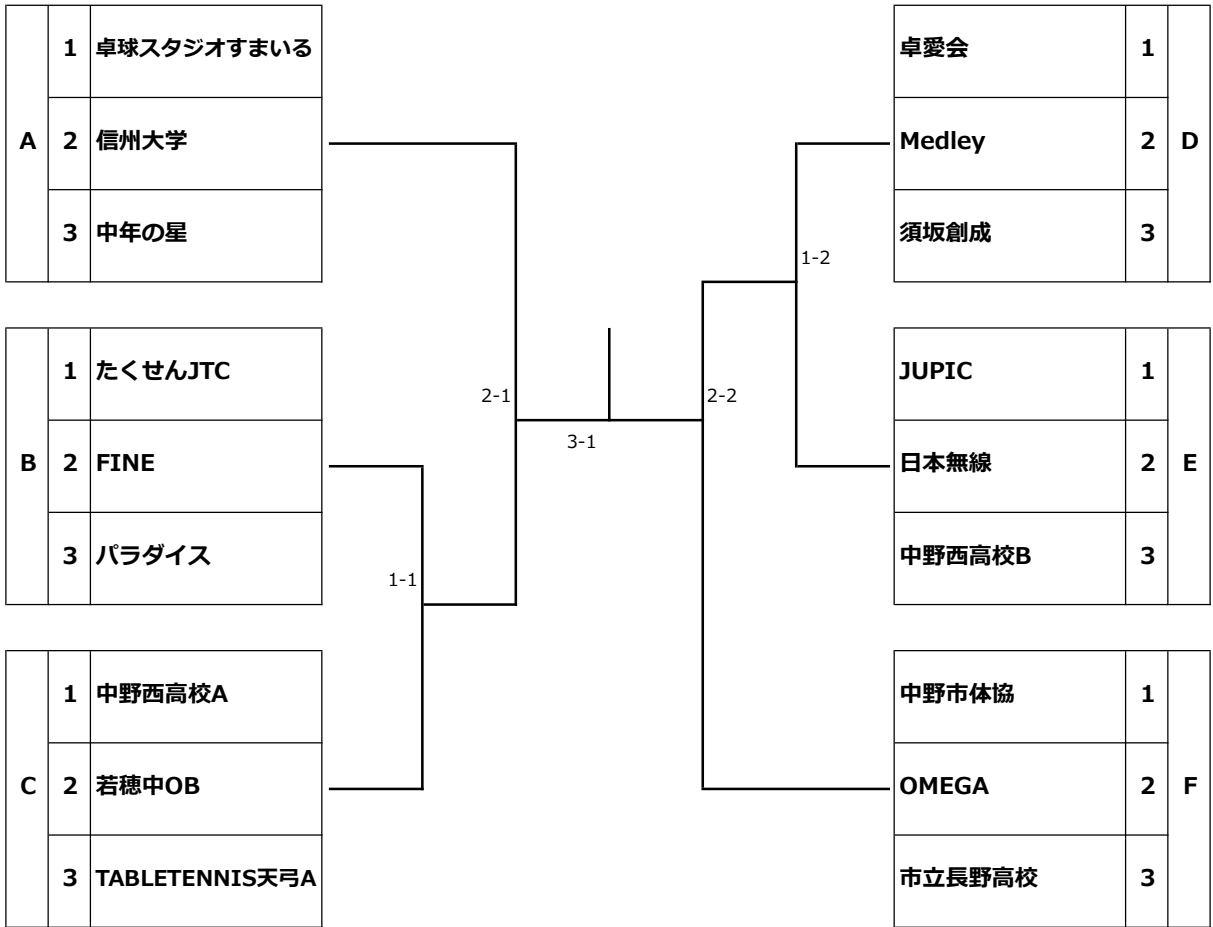 A
1 卓球スタジオすまいる
2 信州大学
3 中年の星
B
1 たくせんJTC
2 FINE
3 パラダイス
C
1 中野西高校A
2 若穂中OB
3 TABLETENNIS天弓A
1-1
2-1
3-1
2-2
1-2
卓愛会 1
Medley 2
須坂創成 3
D
JUPIC 1
日本無線 2
中野西高校B 3
E
中野市体協 1
OMEGA 2
市立長野高校 3
F